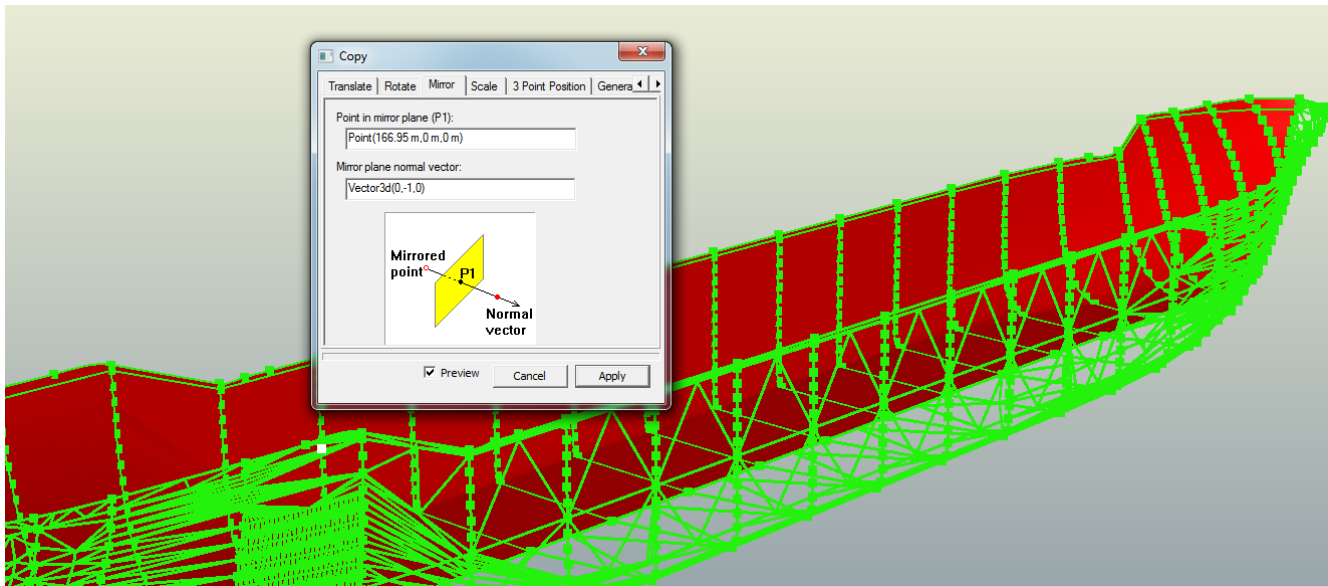 Copy
Translate Rotate Mirror Scale 3 Point Position Genera
Point in mirror plane (P1):
Point(166.95 m,0 m,0 m)
Mirror plane normal vector:
Vector3d(0,-1,0)
Mirrored
point
P1
Normal
vector
Preview Cancel Apply